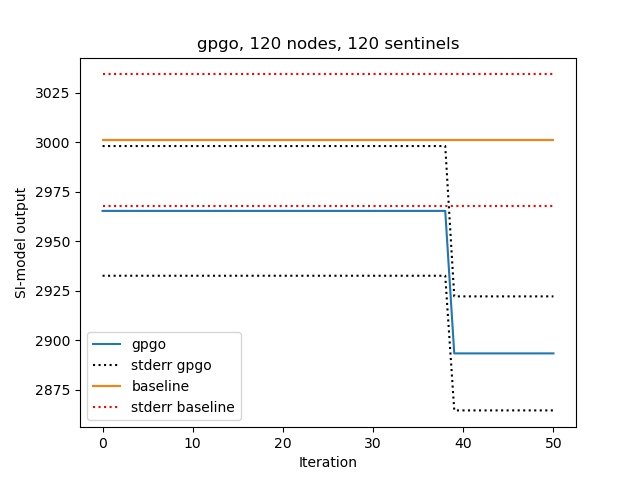 gpgo, 120 nodes, 120 sentinels
SI-model output
3025
3000
2975
2950
2925
2900
2875
gpgo
stderr gpgo
baseline
stderr baseline
0 10 20 30 40 50
Iteration